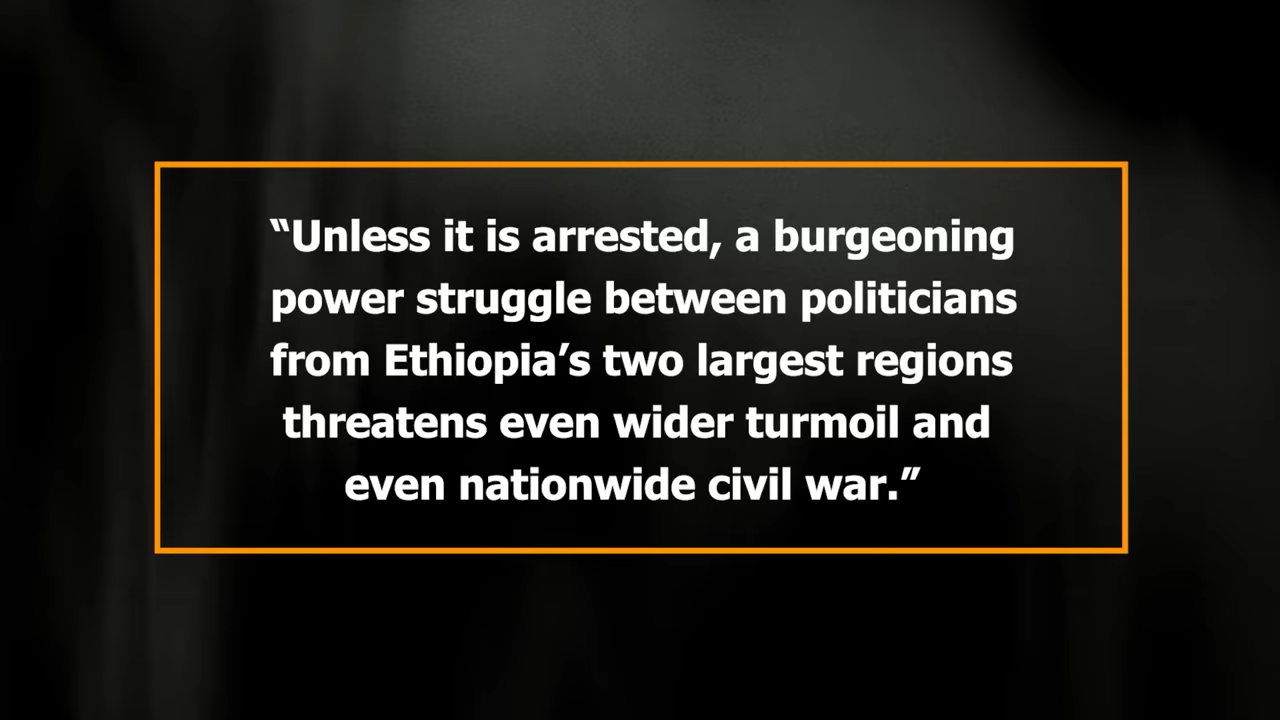 “Unless it is arrested, a burgeoning
power struggle between politicians
from Ethiopia’s two largest regions
threatens even wider turmoil and
even nationwide civil war.”